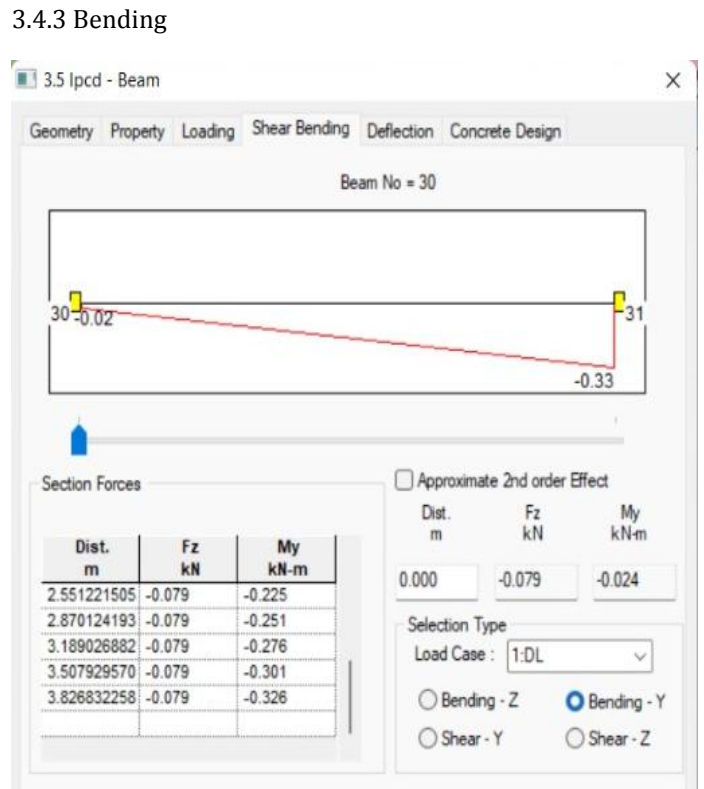 3.4.3 Bending
3.5 lpcd - Beam
Geometry Property Loading Shear Bending Deflection Concrete Design
Beam No = 30
30 -0.02 31
-0.33
Section Forces
Approximate 2nd order Effect
Dist. Fz My
m kN kN-m
0.000 -0.079 -0.024
Dist. Fz My
m kN kN-m
2.551221505 -0.079 -0.225
2.870124193 -0.079 -0.251
3.189026882 -0.079 -0.276
3.507929570 -0.079 -0.301
3.826832258 -0.079 -0.326
Selection Type
Load Case : 1:DL
Bending - Z Bending - Y
Shear - Y Shear - Z